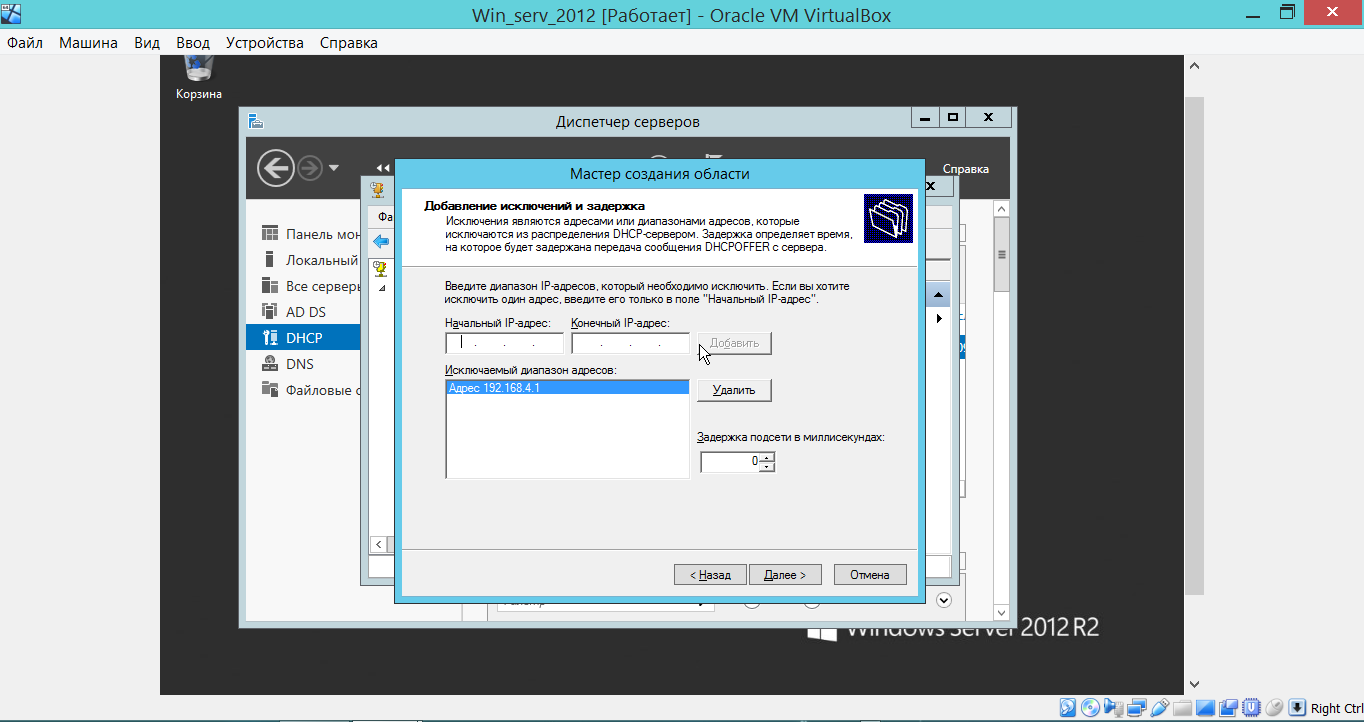 Win_serv_2012 [Работает] - Oracle VM VirtualBox
Файл Машина Вид Ввод Устройства Справка
Корзина
Диспетчер серверов
Справка
Мастер создания области
Фа
Добавление исключений и задержка
Исключения являются адресами или диапазонами адресов, которые
исключаются из распределения DHCP-сервером. Задержка определяет время,
на которое будет задержана передача сообщения DHCPOFFER с сервера.
Панель мон
Локальный
Все серверы
AD DS
DHCP
DNS
Файловые с
Введите диапазон IP-адресов, который необходимо исключить. Если вы хотите
исключить один адрес, введите его только в поле "Начальный IP-адрес".
Начальный IP-адрес: Конечный IP-адрес:
Добавить
Исключаемый диапазон адресов:
Адрес 192.168.4.1
Удалить
Задержка подсети в миллисекундах:
0
< Назад Далее > Отмена
Windows Server 2012 R2
Right Ctrl